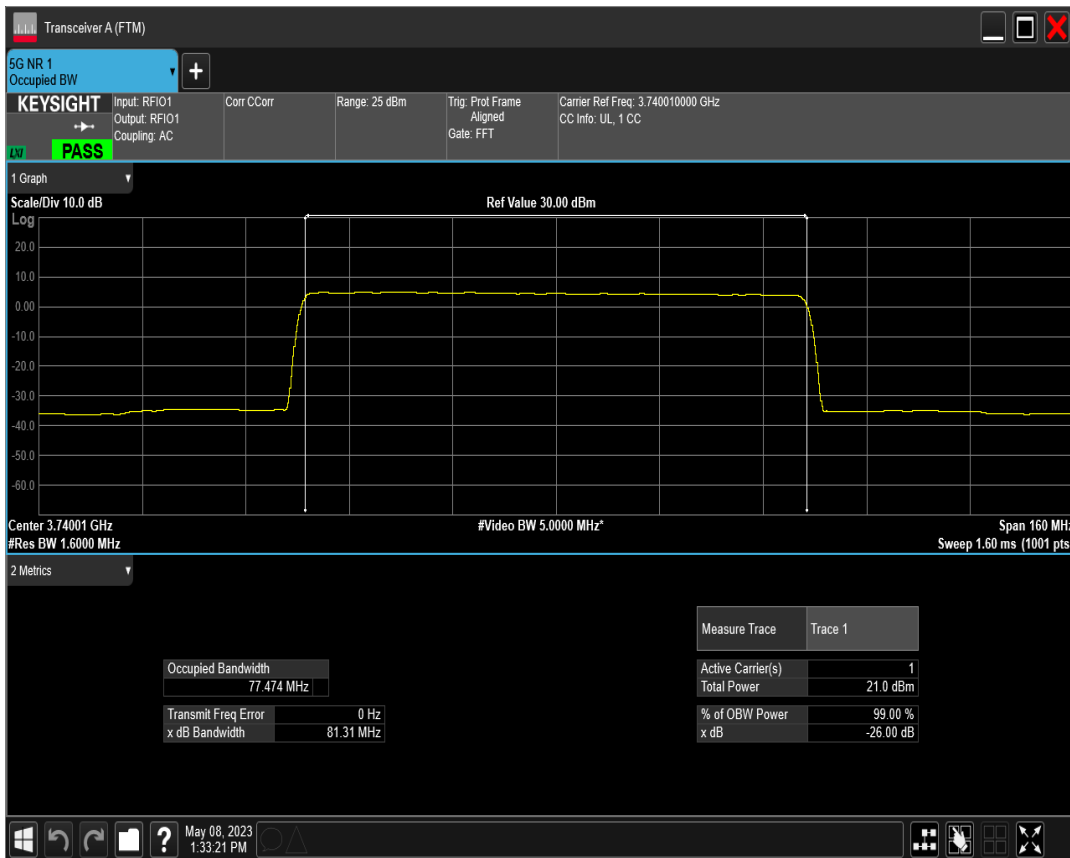 Transceiver A (FTM)
5G NR 1
Occupied BW
+
KEYSIGHT
LXI
PASS
Input: RFIO1
Output: RFIO1
Coupling: AC
Corr CCorr
Range: 25 dBm
Trig: Prot Frame
Aligned
Gate: FFT
Carrier Ref Freq: 3.740010000 GHz
CC Info: UL, 1 CC
1 Graph
Scale/Div 10.0 dB
Ref Value 30.00 dBm
Log
20.0
10.0
0.00
-10.0
-20.0
-30.0
-40.0
-50.0
-60.0
Center 3.74001 GHz
#Video BW 5.0000 MHz*
Span 160 MHz
#Res BW 1.6000 MHz
Sweep 1.60 ms (1001 pts
2 Metrics
Measure Trace Trace 1
Occupied Bandwidth
77.474 MHz
Active Carrier(s) 1
Total Power 21.0 dBm
Transmit Freq Error 0 Hz
x dB Bandwidth 81.31 MHz
% of OBW Power 99.00 %
x dB -26.00 dB
?
May 08, 2023
1:33:21 PM